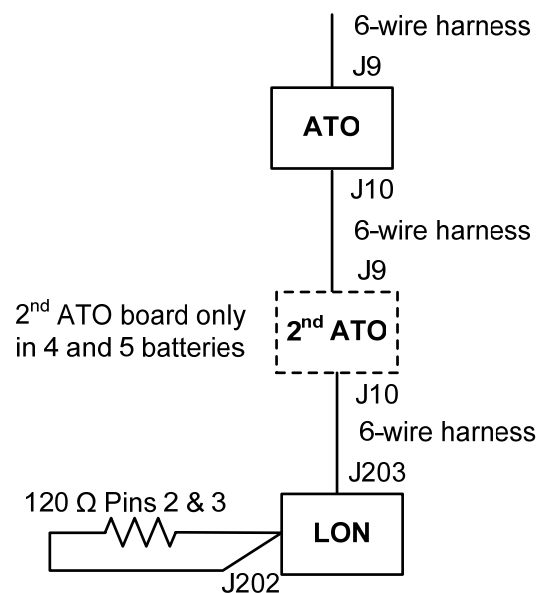 6-wire harness
J9
ATO
J10
6-wire harness
J9
2nd ATO board only
in 4 and 5 batteries
2nd ATO
J10
6-wire harness
J203
120 Ω Pins 2 & 3
LON
J202